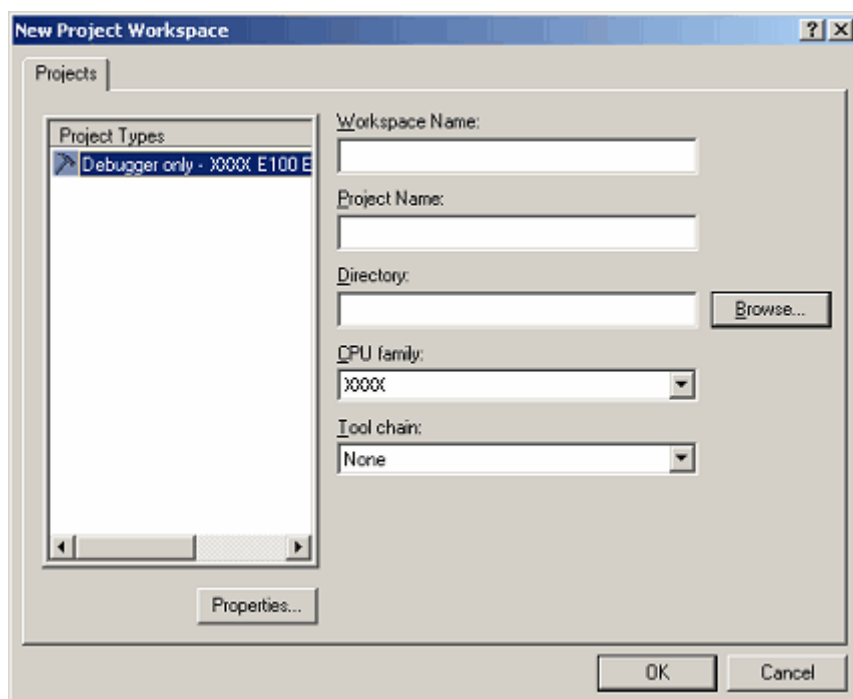 New Project Workspace
Projects
Project Types
Debugger only - XXXX E100 E
Workspace Name:
Project Name:
Directory:
Browse...
CPU family:
XXXX
Tool chain:
None
Properties...
OK
Cancel